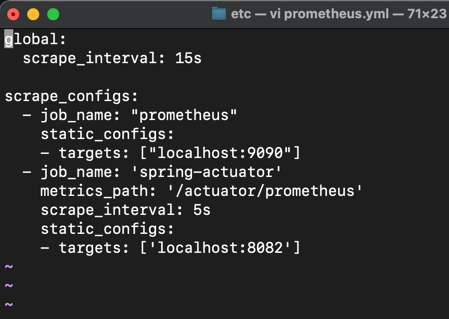 etc — vi prometheus.yml — 71×23
global:
  scrape_interval: 15s

scrape_configs:
  - job_name: "prometheus"
    static_configs:
    - targets: ["localhost:9090"]
  - job_name: 'spring-actuator'
    metrics_path: '/actuator/prometheus'
    scrape_interval: 5s
    static_configs:
    - targets: ['localhost:8082']
~
~
~